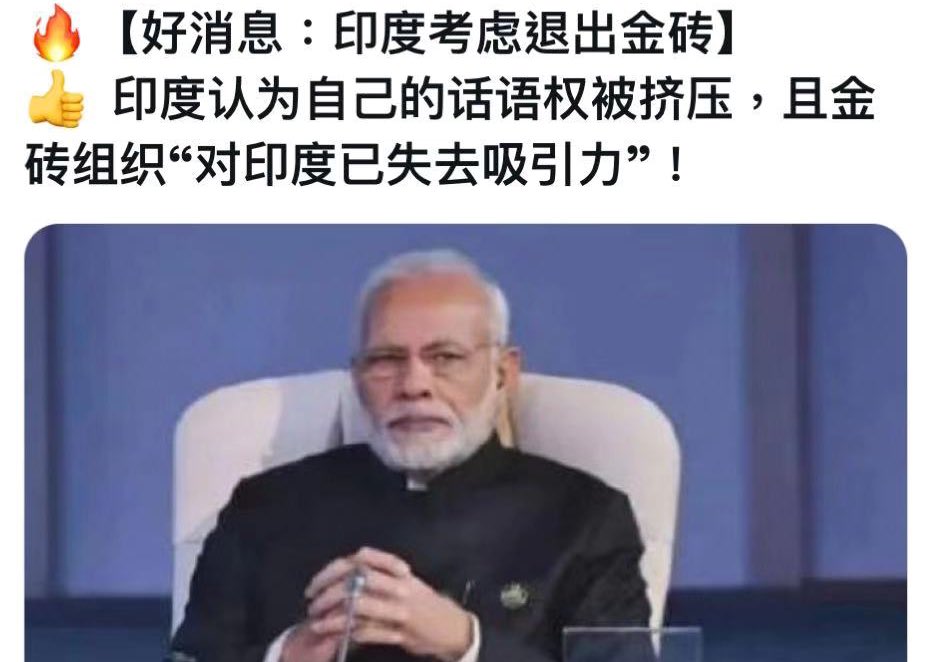 🔥【好消息：印度考虑退出金砖】
👍 印度认为自己的话语权被挤压，且金
砖组织“对印度已失去吸引力”！